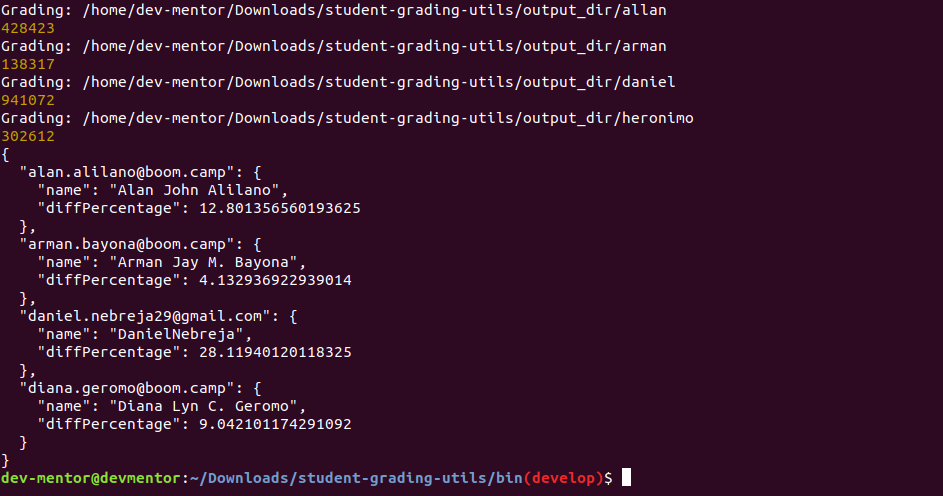 Grading: /home/dev-mentor/Downloads/student-grading-utils/output_dir/allan
428423
Grading: /home/dev-mentor/Downloads/student-grading-utils/output_dir/arman
138317
Grading: /home/dev-mentor/Downloads/student-grading-utils/output_dir/daniel
941072
Grading: /home/dev-mentor/Downloads/student-grading-utils/output_dir/heronimo
302612
{
  "alan.alilano@boom.camp": {
    "name": "Alan John Alilano",
    "diffPercentage": 12.801356560193625
  },
  "arman.bayona@boom.camp": {
    "name": "Arman Jay M. Bayona",
    "diffPercentage": 4.132936922939014
  },
  "daniel.nebreja29@gmail.com": {
    "name": "DanielNebreja",
    "diffPercentage": 28.11940120118325
  },
  "diana.geromo@boom.camp": {
    "name": "Diana Lyn C. Geromo",
    "diffPercentage": 9.042101174291092
  }
}
dev-mentor@devmentor:~/Downloads/student-grading-utils/bin(develop)$